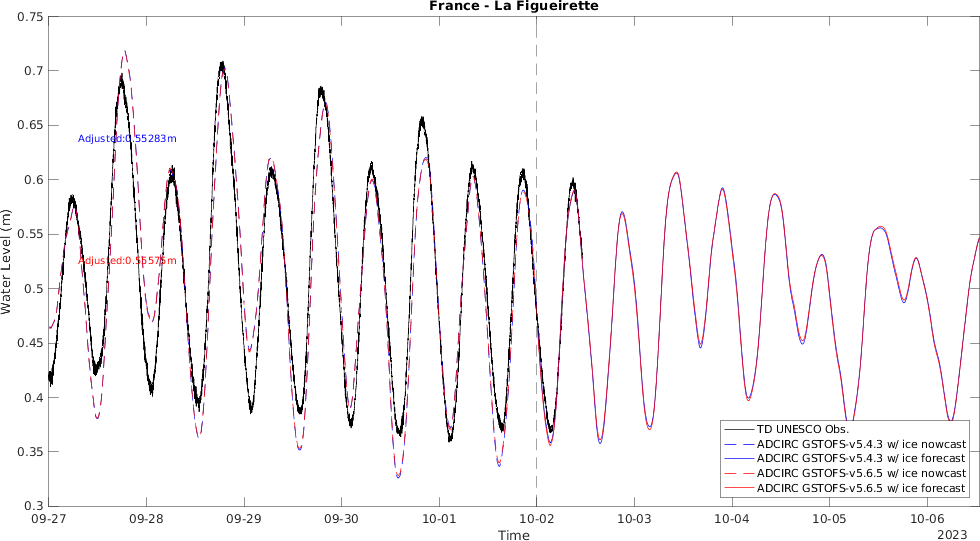 France - La Figueirette
Water Level (m)
0.75
0.7
0.65
0.6
0.55
0.5
0.45
0.4
0.35
0.3
Adjusted:0.55283m
Adjusted:0.55575m
TD UNESCO Obs.
ADCIRC GSTOFS-v5.4.3 w/ ice nowcast
ADCIRC GSTOFS-v5.4.3 w/ ice forecast
ADCIRC GSTOFS-v5.6.5 w/ ice nowcast
ADCIRC GSTOFS-v5.6.5 w/ ice forecast
09-27 09-28 09-29 09-30 10-01 10-02 10-03 10-04 10-05 10-06
Time
2023